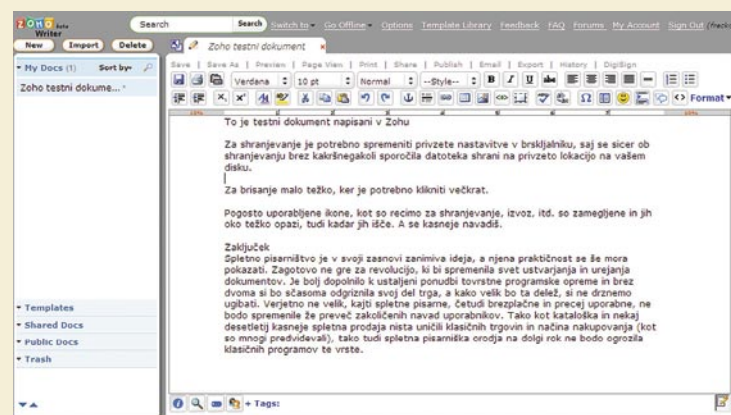 ZOHO beta
Writer
Search
Search
Switch to
Go Offline
Options
Template Library
Feedback
FAQ
Forums
My Account
Sign Out
New
Import
Delete
Zoho testni dokument
My Docs (1)
Sort by
Zoho testni dokume...
Save | Save As | Preview | Page View | Print | Share | Publish | Email | Export | History | DigiSign
Verdana 10 pt Normal --Style-- B I U abc
Format
To je testni dokument napisani v Zohu
Za shranjevanje je potrebno spremeniti privzete nastavitve v brskljalniku, saj se sicer ob
shranjevanju brez kakršnegakoli sporočila datoteka shrani na privzeto lokacijo na vašem
disku.
Za brisanje malo težko, ker je potrebno klikniti večkrat.
Pogosto uporabljene ikone, kot so recimo za shranjevanje, izvoz, itd. so zamegljene in jih
oko težko opazi, tudi kadar jih išče. A se kasneje navadiš.
Zaključek
Spletno pisarništvo je v svoji zasnovi zanimiva ideja, a njena praktičnost se še mora
pokazati. Zagotovo ne gre za revolucijo, ki bi spremenila svet ustvarjanja in urejanja
dokumentov. Je bolj dopolnilo k ustaljeni ponudbi tovrstne programske opreme in brez
dvoma si bo sčasoma odgriznila svoj del trga, a kako velik bo ta delež, si ne drznemo
ugibati. Verjetno ne velik, kajti spletne pisarne, četudi brezplačne in precej uporabne, ne
bodo spremenile že preveč zakoličenih navad uporabnikov. Tako kot kataloška in nekaj
desetletij kasneje spletna prodaja nista uničili klasičnih trgovin in načina nakupovanja (kot
so mnogi predvidevali), tako tudi spletna pisarniška orodja na dolgi rok ne bodo ogrozila
klasičnih programov te vrste.
Templates
Shared Docs
Public Docs
Trash
+ Tags: